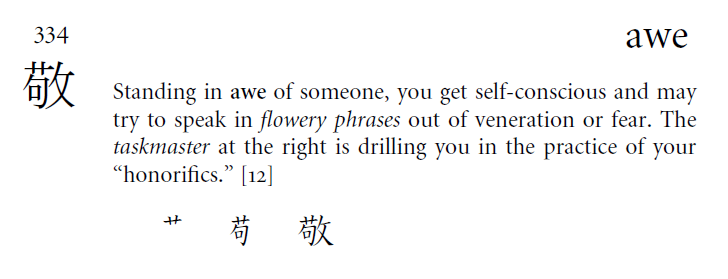 334 awe
敬
Standing in awe of someone, you get self-conscious and may
try to speak in flowery phrases out of veneration or fear. The
taskmaster at the right is drilling you in the practice of your
“honorifics.” [12]
艹 苟 敬